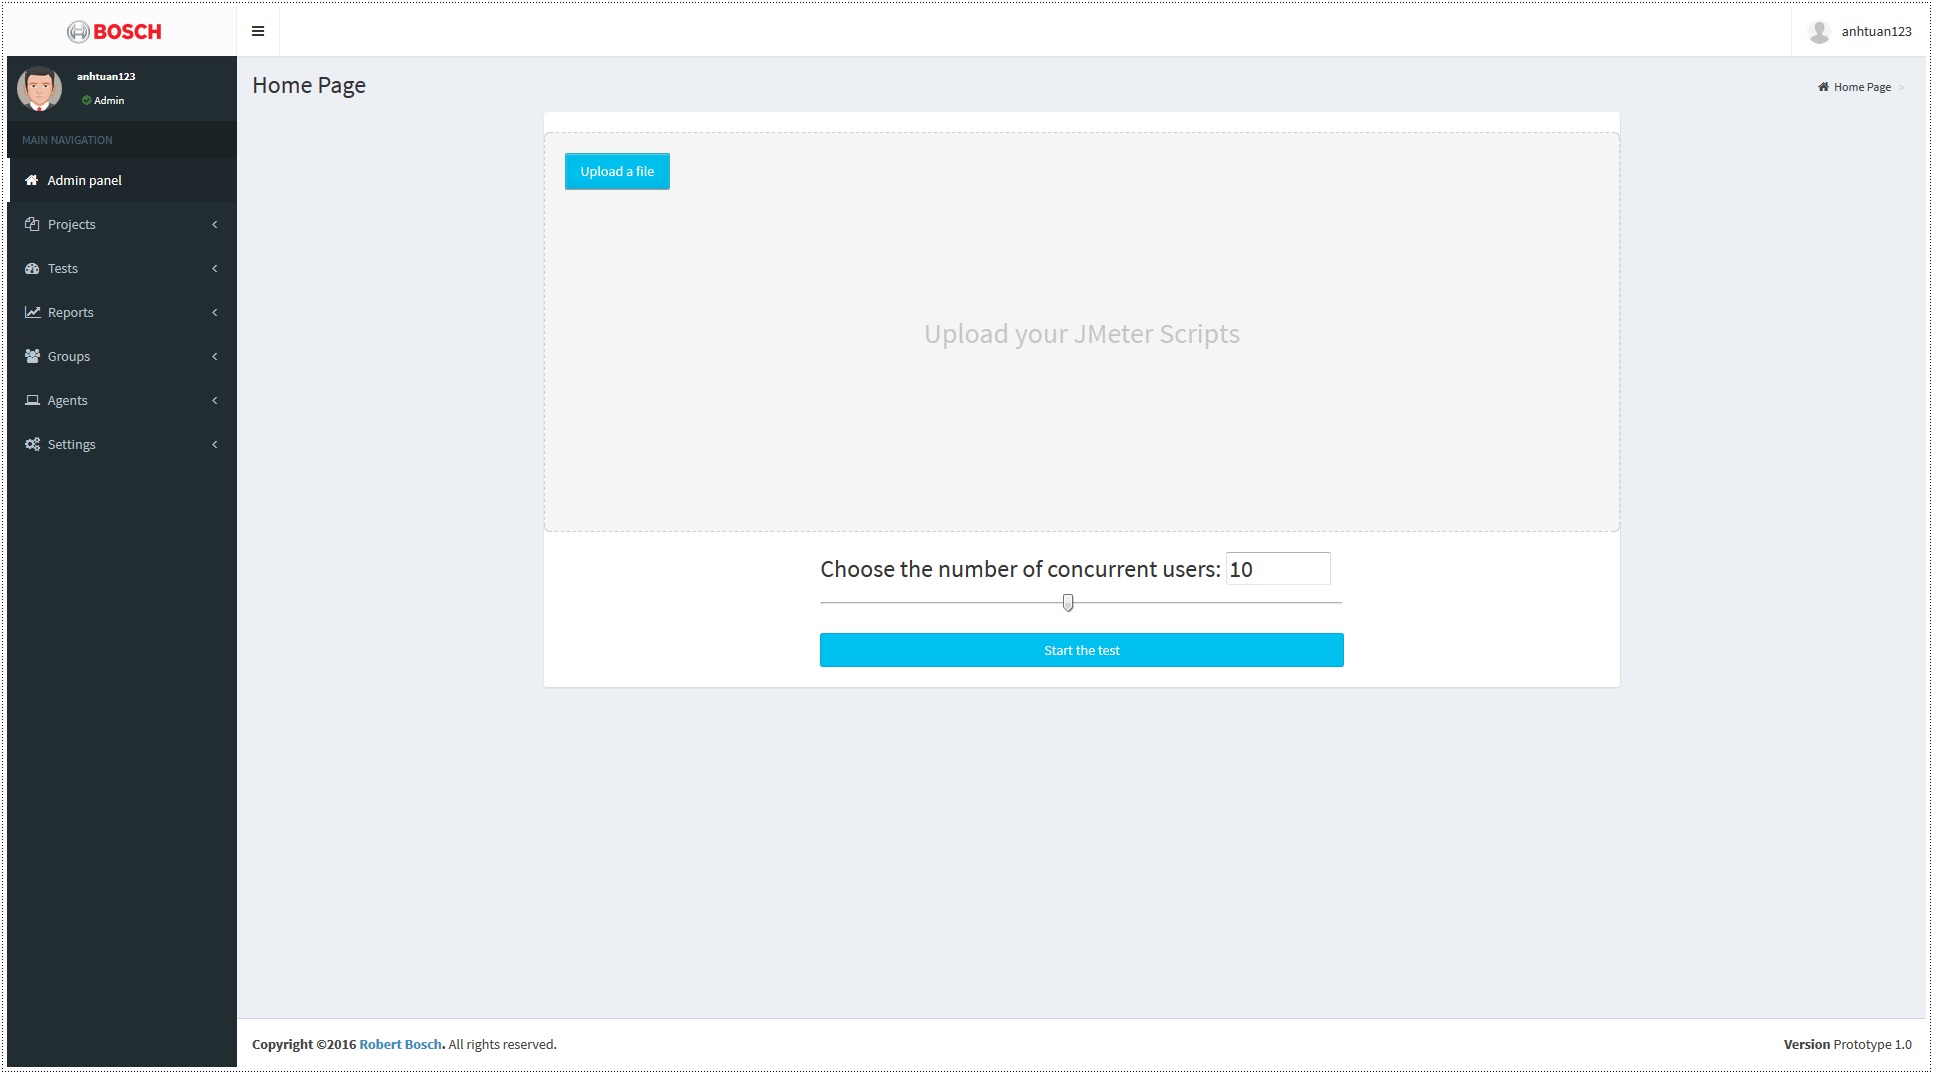 BOSCH
anhtuan123
anhtuan123
Admin
Home Page
Home Page >
MAIN NAVIGATION
Admin panel
Projects
Tests
Reports
Groups
Agents
Settings
Upload a file
Upload your JMeter Scripts
Choose the number of concurrent users: 10
Start the test
Copyright ©2016 Robert Bosch. All rights reserved.
Version Prototype 1.0